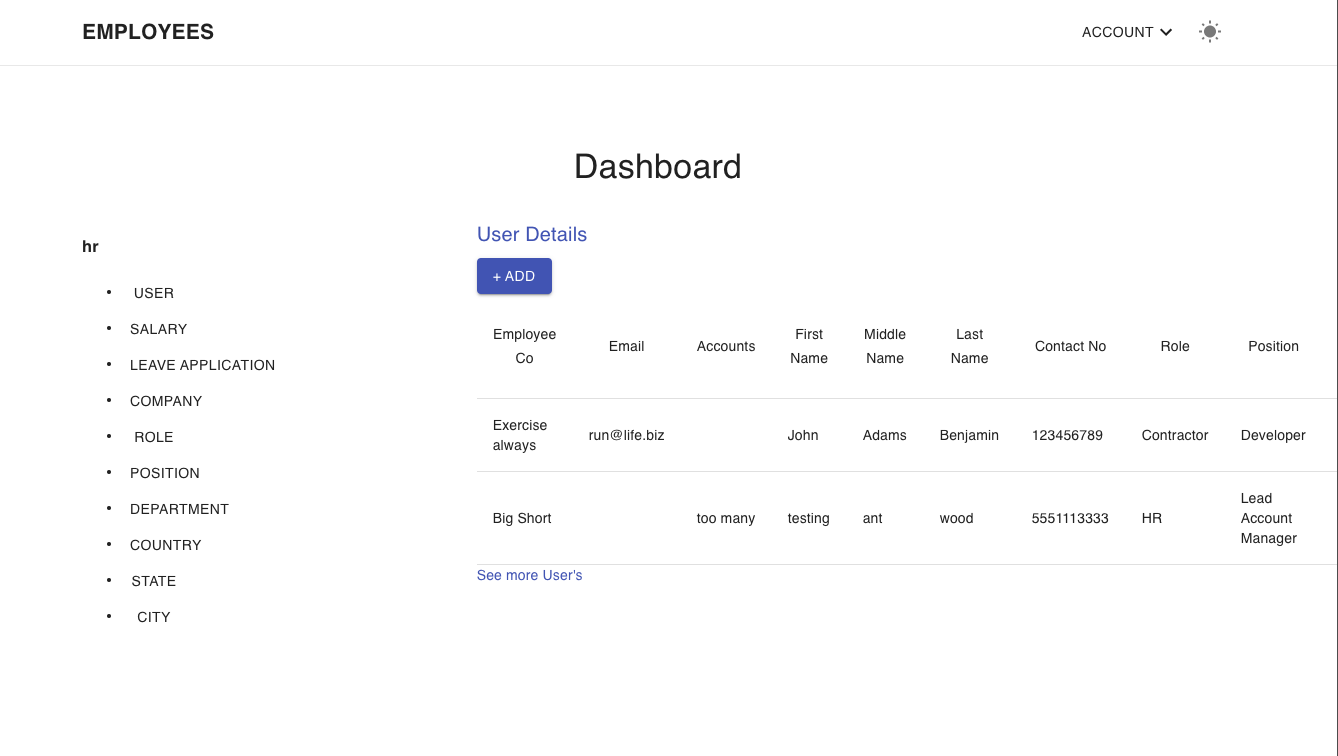 EMPLOYEES
ACCOUNT
Dashboard
hr
• USER
• SALARY
• LEAVE APPLICATION
• COMPANY
• ROLE
• POSITION
• DEPARTMENT
• COUNTRY
• STATE
• CITY
User Details
+ ADD
Employee Co Email Accounts First Name Middle Name Last Name Contact No Role Position
Exercise always run@life.biz John Adams Benjamin 123456789 Contractor Developer
Big Short too many testing ant wood 5551113333 HR Lead Account Manager
See more User's